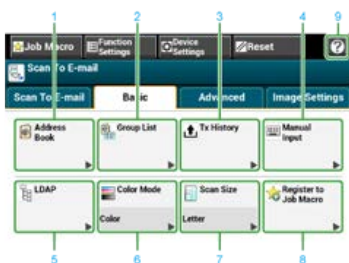 1 2 3 4 9
Job Macro Function Settings Device Settings Reset ?
Scan To E-mail
Scan To E-mail Basic Advanced Image Settings
Address Book Group List Tx History Manual Input
LDAP Color Mode Scan Size Register to Job Macro
Color Letter
5 6 7 8